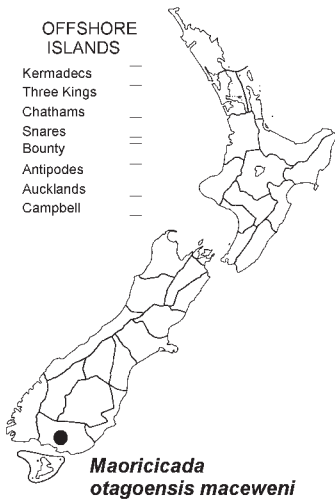 OFFSHORE
ISLANDS
Kermadecs
Three Kings
Chathams
Snares
Bounty
Antipodes
Aucklands
Campbell
Maoricicada
otagoensis maceweni